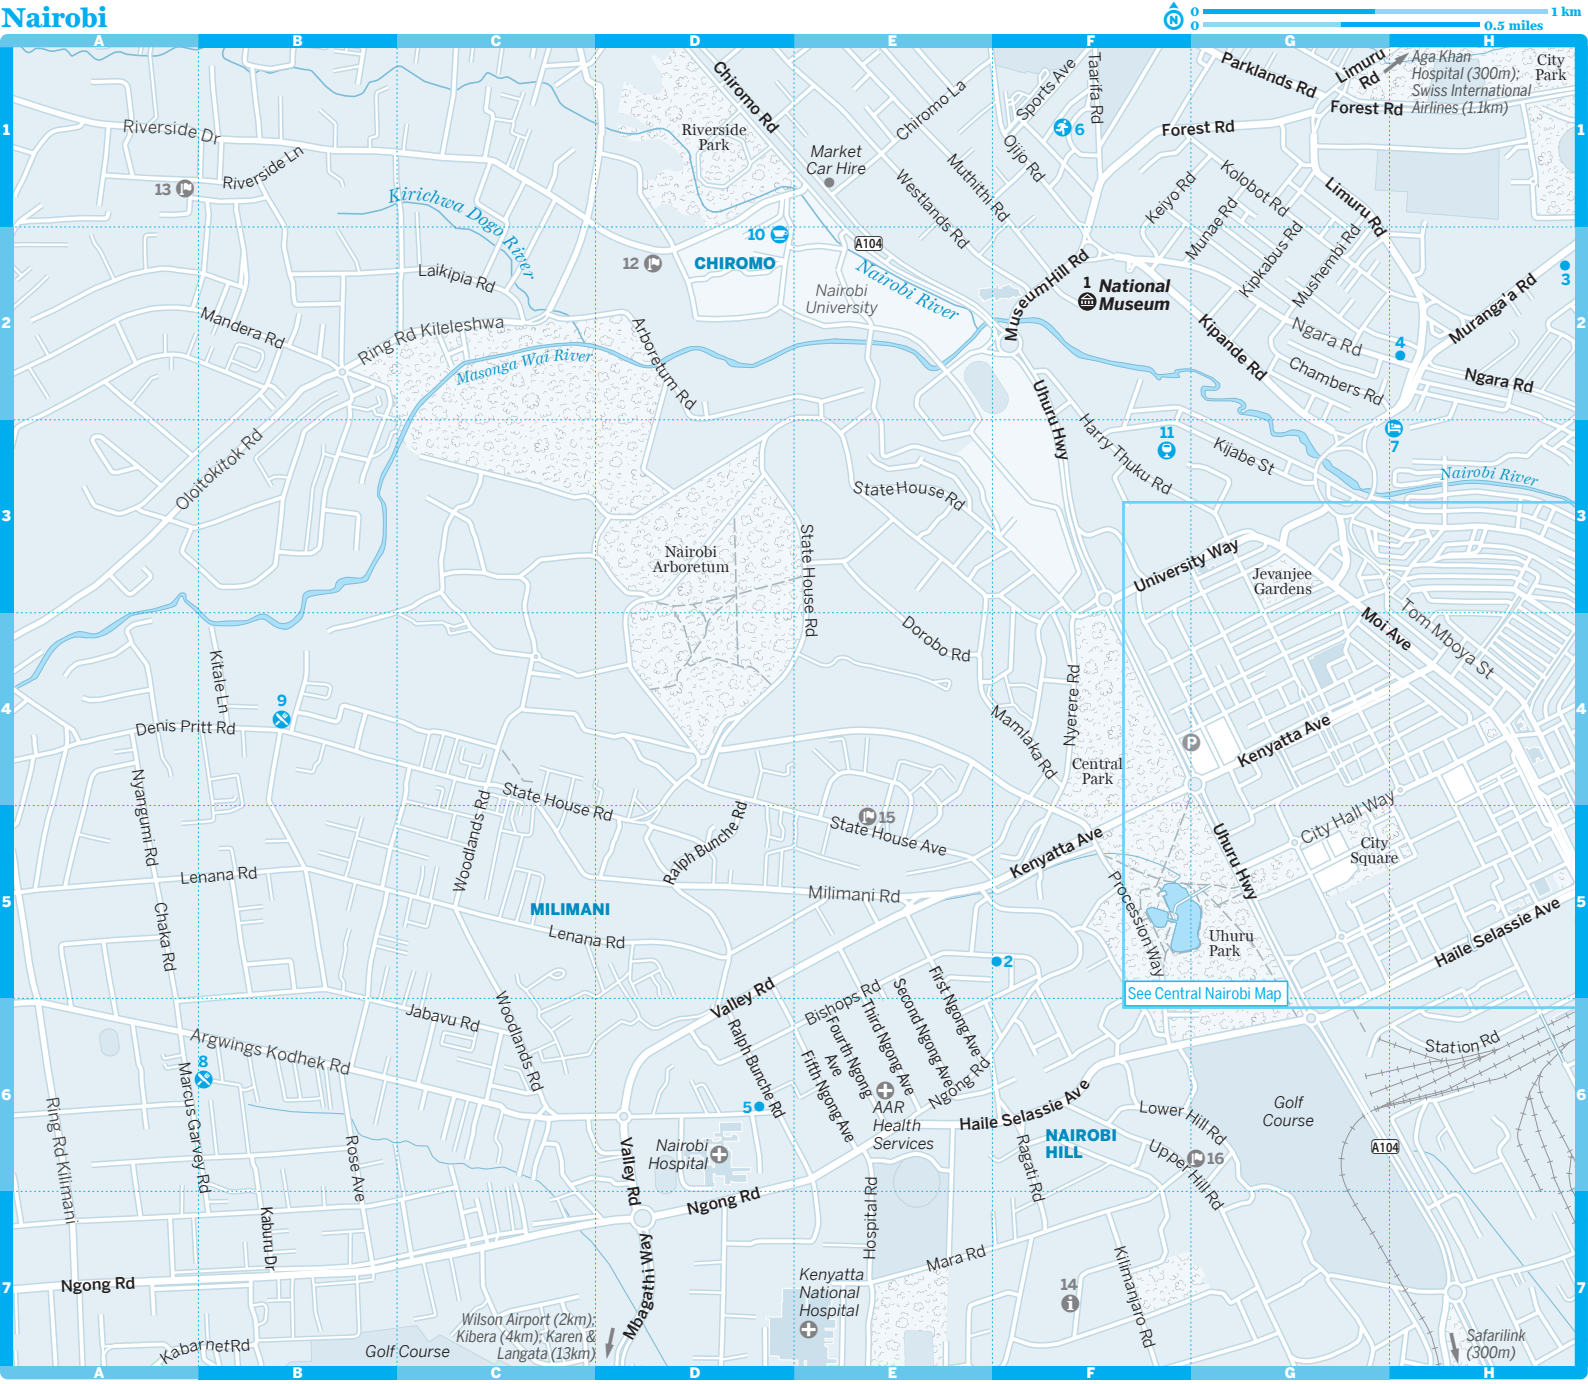 Nairobi
N
0
1 km
0
0.5 miles
A
B
C
D
E
F
G
H
1
1
Riverside Dr
Riverside Ln
13
Kirichwa Dogo River
Riverside
Park
Chiromo Rd
Market
Car Hire
Chiromo La
Westlands Rd
Muthithi Rd
Ojijo Rd
Sports Ave
Taarifa Rd
6
Parklands Rd
Limuru
Rd
Aga Khan
Hospital (300m);
Swiss International
Airlines (1.1km)
City
Park
Forest Rd
Forest Rd
Keiyo Rd
Kolobot Rd
Munae Rd
Limuru Rd
10
CHIROMO
12
A104
Laikipia Rd
Nairobi
University
Nairobi River
Museum Hill Rd
1
National
Museum
Kipkabus Rd
Mushembi Rd
3
Muranga'a Rd
2
2
Mandera Rd
Ring Rd Kileleshwa
Masonga Wai River
Arboretum Rd
Kipande Rd
Ngara Rd
4
Chambers Rd
Ngara Rd
Uhuru Hwy
Harry Thuku Rd
11
Kijabe St
7
Nairobi River
Oloitokitok Rd
State House Rd
3
3
Nairobi
Arboretum
State House Rd
University Way
Jevanjee
Gardens
Moi Ave
Tom Mboya St
Dorobo Rd
Kitale Ln
9
4
4
Denis Pritt Rd
Mamlaka Rd
Nyerere Rd
Central
Park
P
Kenyatta Ave
Nyangumi Rd
State House Rd
Woodlands Rd
Ralph Bunche Rd
15
State House Ave
Kenyatta Ave
Uhuru Hwy
City Hall Way
City
Square
Lenana Rd
Milimani Rd
5
5
MILIMANI
Chaka Rd
Lenana Rd
Procession Way
Uhuru
Park
Haile Selassie Ave
2
See Central Nairobi Map
Valley Rd
Bishops Rd
First Ngong Ave
Second Ngong Ave
Third Ngong Ave
Fourth Ngong
Ave
Fifth Ngong Ave
Jabavu Rd
Woodlands Rd
Argwings Kodhek Rd
Ralph Bunche Rd
Station Rd
8
6
6
Marcus Garvey Rd
Ring Rd Kilimani
5
AAR
Health
Services
Ngong Rd
Haile Selassie Ave
Lower Hill Rd
Golf
Course
NAIROBI
HILL
A104
Nairobi
Hospital
Valley Rd
Rose Ave
Ragati Rd
16
Upper Hill Rd
Ngong Rd
Kaburu Dr
Hospital Rd
Mara Rd
Mbagathi Way
Kilimanjaro Rd
7
7
Ngong Rd
Kenyatta
National
Hospital
14
Wilson Airport (2km);
Kibera (4km); Karen &
Langata (13km)
Kabarnet Rd
Golf Course
Safarilink
(300m)
A
B
C
D
E
F
G
H